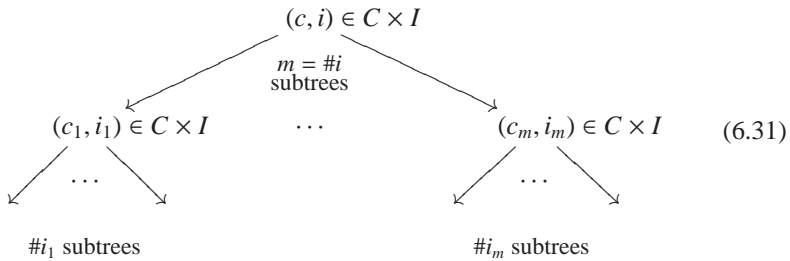 (c, i) ∈ C × I
m = #i
subtrees
(c₁, i₁) ∈ C × I ⋯ (cₘ, iₘ) ∈ C × I (6.31)
⋯ ⋯
#i₁ subtrees #iₘ subtrees